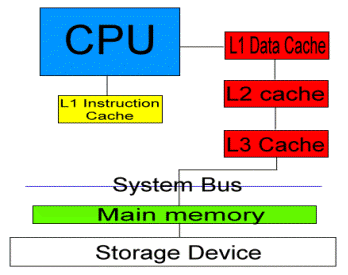 CPU
L1 Data Cache
L1 Instruction
Cache
L2 cache
L3 Cache
System Bus
Main memory
Storage Device